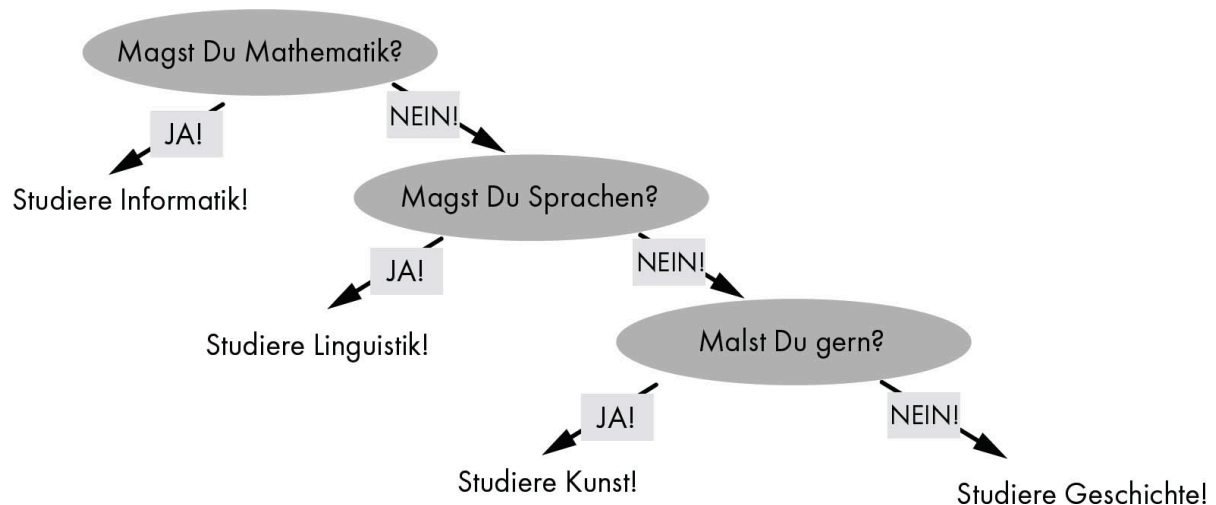 Magst Du Mathematik?
JA!
NEIN!
Studiere Informatik!
Magst Du Sprachen?
JA!
NEIN!
Studiere Linguistik!
Malst Du gern?
JA!
NEIN!
Studiere Kunst!
Studiere Geschichte!